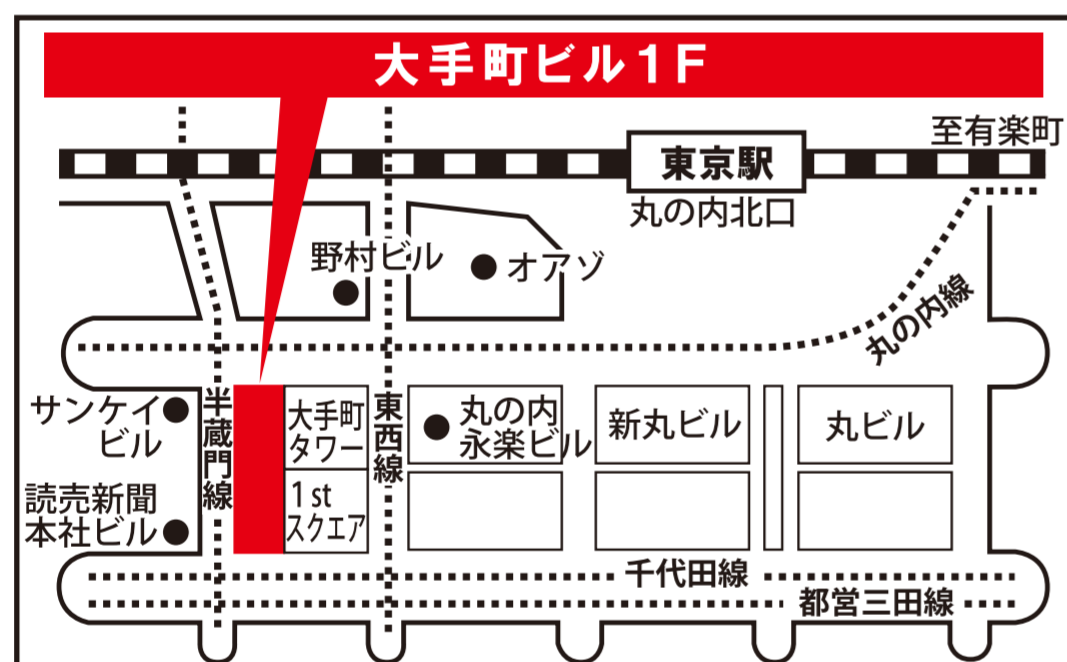 大手町ビル1F
至有楽町
東京駅
丸の内北口
野村ビル
オアゾ
丸の内線
サンケイ
ビル
半蔵門線
大手町
タワー
東西線
丸の内
永楽ビル
新丸ビル
丸ビル
読売新聞
本社ビル
1st
スクエア
千代田線
都営三田線